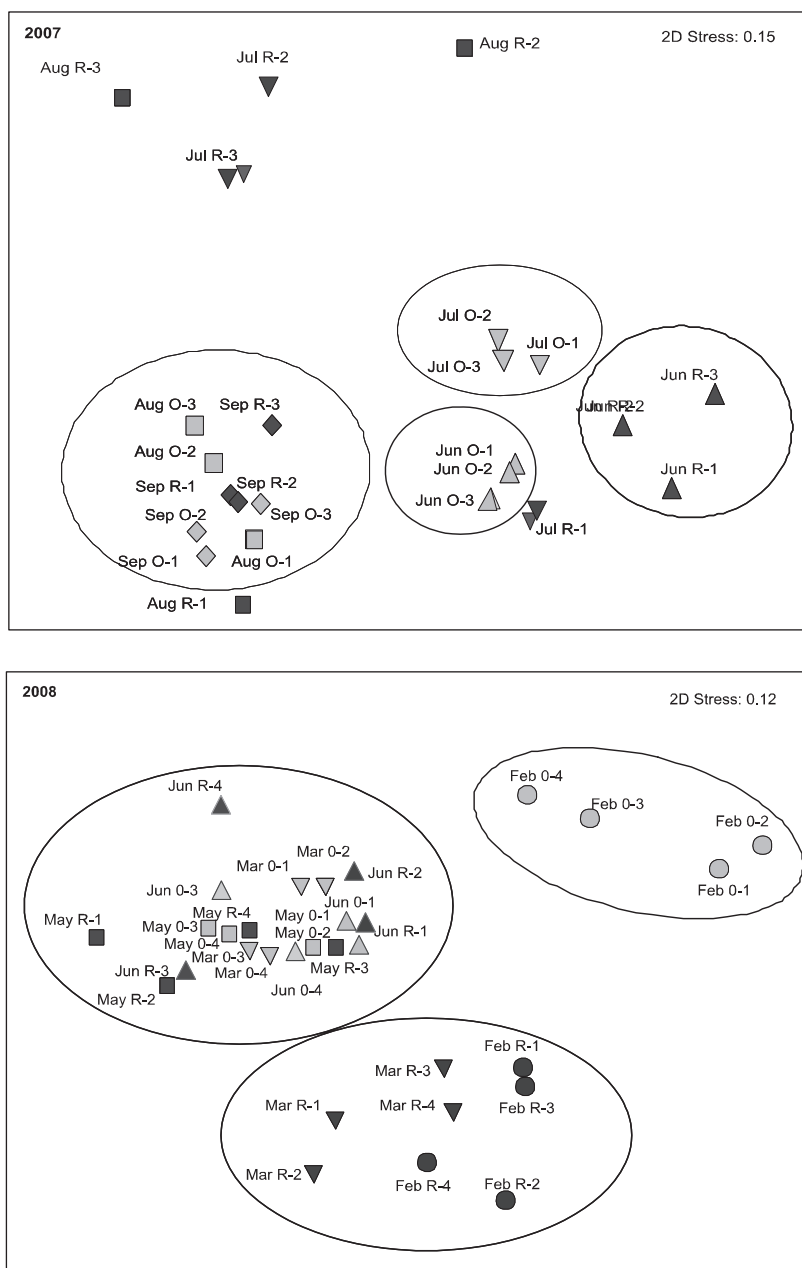 2007
2D Stress: 0.15
Aug R-2
Jul R-2
Aug R-3
Jul R-3
Jul O-2
Jul O-1
Jul O-3
Jun R-3
Jun R-2
Jun R-1
Aug O-3
Sep R-3
Aug O-2
Jun O-1
Jun O-2
Sep R-1
Sep R-2
Jun O-3
Sep O-2
Sep O-3
Jul R-1
Sep O-1
Aug O-1
Aug R-1
2008
2D Stress: 0.12
Feb 0-4
Feb 0-3
Feb 0-2
Feb 0-1
Jun R-4
Mar 0-2
Mar 0-1
Jun R-2
Jun 0-3
Jun 0-1
May R-1
May R-4
May 0-3
May 0-1
Jun R-1
May 0-2
May 0-4
Mar 0-3
Jun R-3
Mar 0-4
May R-3
Jun 0-4
May R-2
Feb R-1
Mar R-3
Feb R-3
Mar R-1
Mar R-4
Mar R-2
Feb R-4
Feb R-2